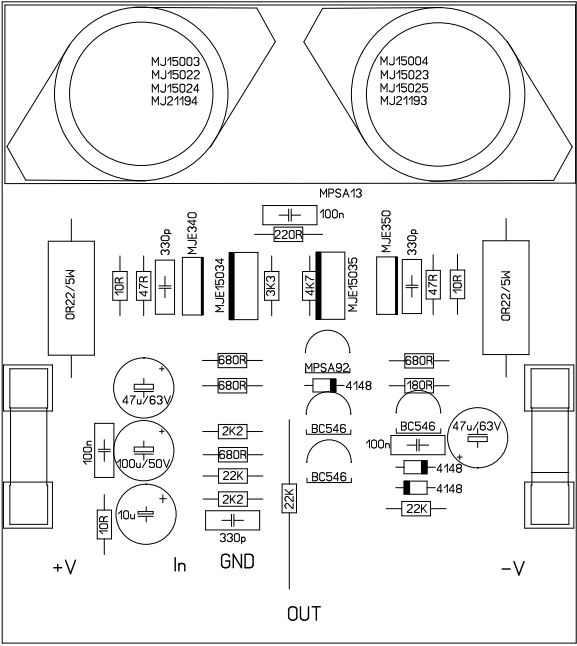 MJ15003
MJ15022
MJ15024
MJ21194
MJ15004
MJ15023
MJ15025
MJ21193
MPSA13
100n
220R
330p
MJE340
MJE350
330p
0R22/5W
10R
47R
MJE15034
3K3
4K7
MJE15035
47R
10R
0R22/5W
680R
MPSA92
680R
680R
4148
180R
47u/63V
BC546
BC546
47u/63V
2K2
100n
100n
680R
100u/50V
22K
BC546
4148
2K2
22K
4148
10u
10R
22K
330p
+V
In
GND
-V
OUT